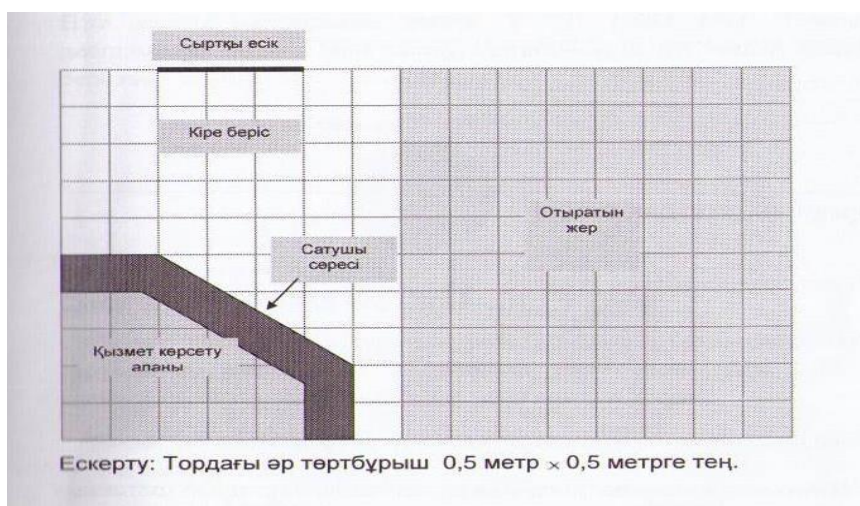 Сыртқы есік
Кіре беріс
Отыратын
жер
Сатушы
сөресі
Қызмет көрсету
аланы
Ескерту: Тордағы әр төртбұрыш 0,5 метр × 0,5 метрге тең.